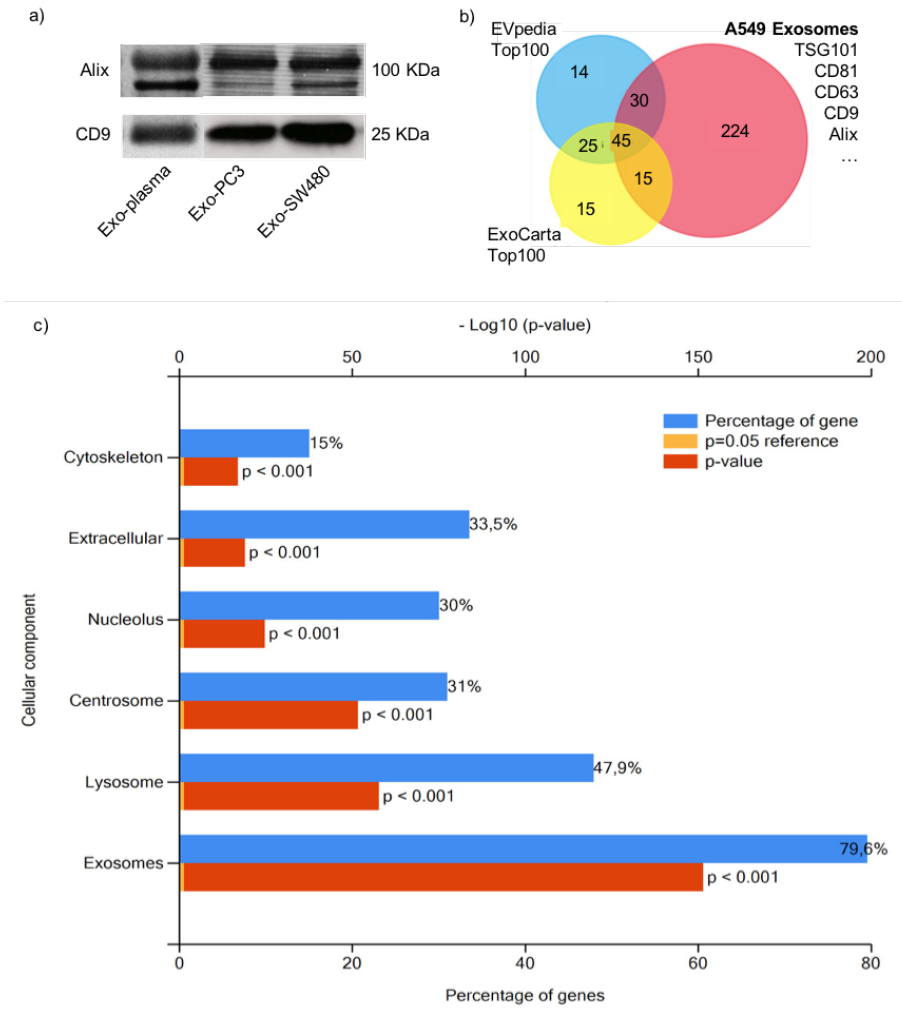 a)
Alix
100 KDa
CD9
25 KDa
Exo-plasma
Exo-PC3
Exo-SW480
b)
EVpedia
Top100
A549 Exosomes
TSG101
CD81
CD63
CD9
Alix
...
14
30
224
25
45
15
15
ExoCarta
Top100
c)
- Log10 (p-value)
0 50 100 150 200
Percentage of gene
p=0.05 reference
p-value
Cellular component
Cytoskeleton
15%
p < 0.001
Extracellular
33,5%
p < 0.001
Nucleolus
30%
p < 0.001
Centrosome
31%
p < 0.001
Lysosome
47,9%
p < 0.001
Exosomes
79,6%
p < 0.001
0 20 40 60 80
Percentage of genes